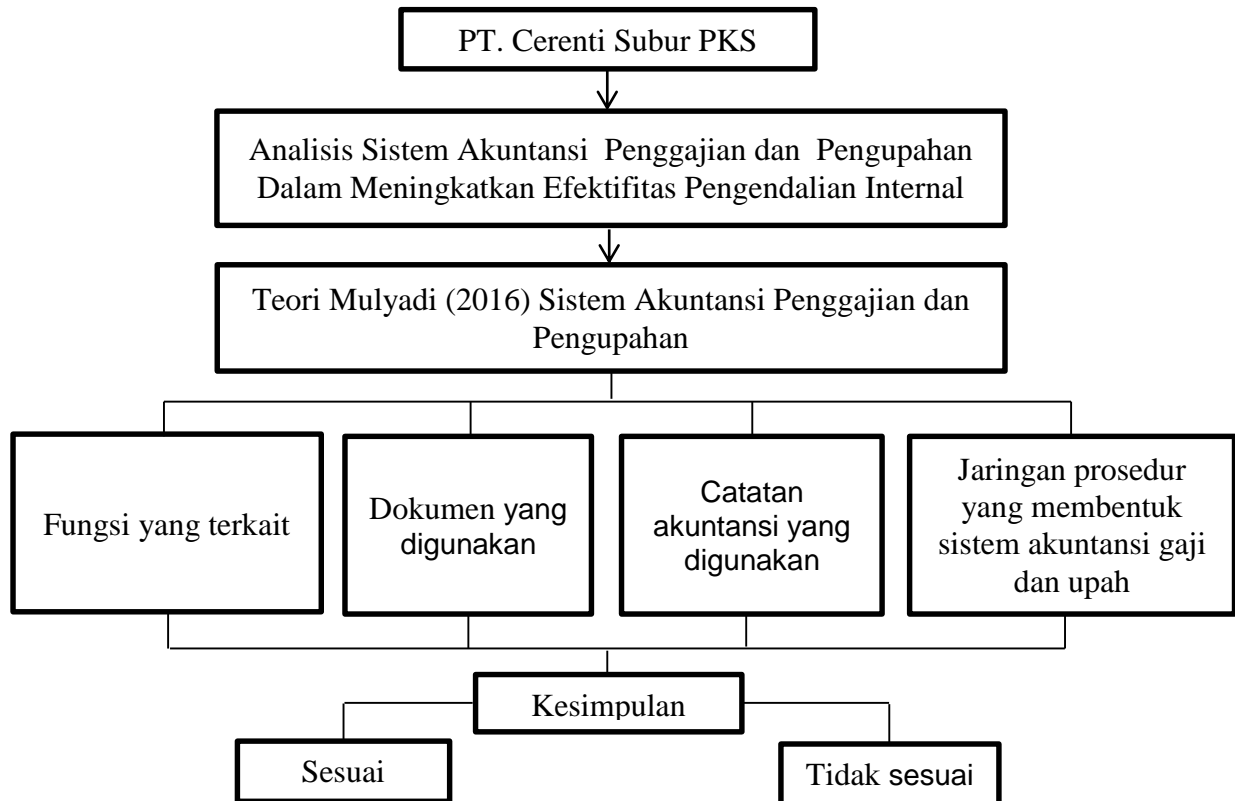 PT. Cerenti Subur PKS
Analisis Sistem Akuntansi Penggajian dan Pengupahan
Dalam Meningkatkan Efektifitas Pengendalian Internal
Teori Mulyadi (2016) Sistem Akuntansi Penggajian dan
Pengupahan
Fungsi yang terkait
Dokumen yang
digunakan
Catatan
akuntansi yang
digunakan
Jaringan prosedur
yang membentuk
sistem akuntansi gaji
dan upah
Kesimpulan
Sesuai
Tidak sesuai